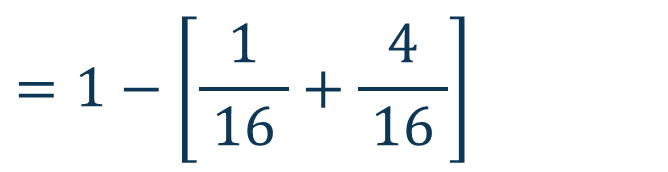 = 1 − [1/16 + 4/16]